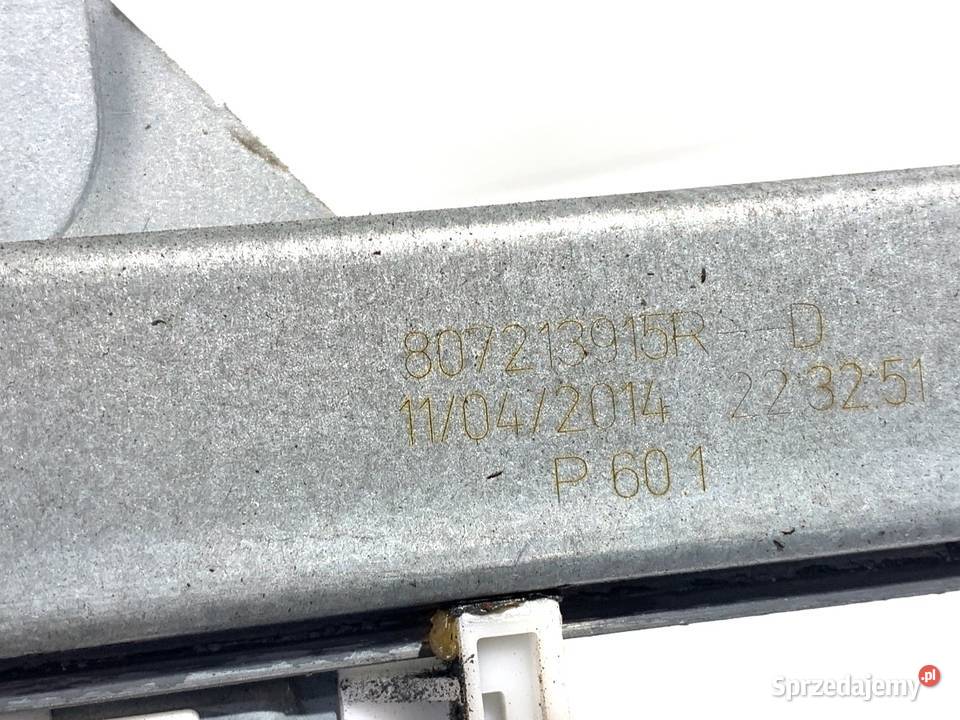 807213915R--D
11/04/2014 22:32:51
P 60.1
Sprzedajemy.pl